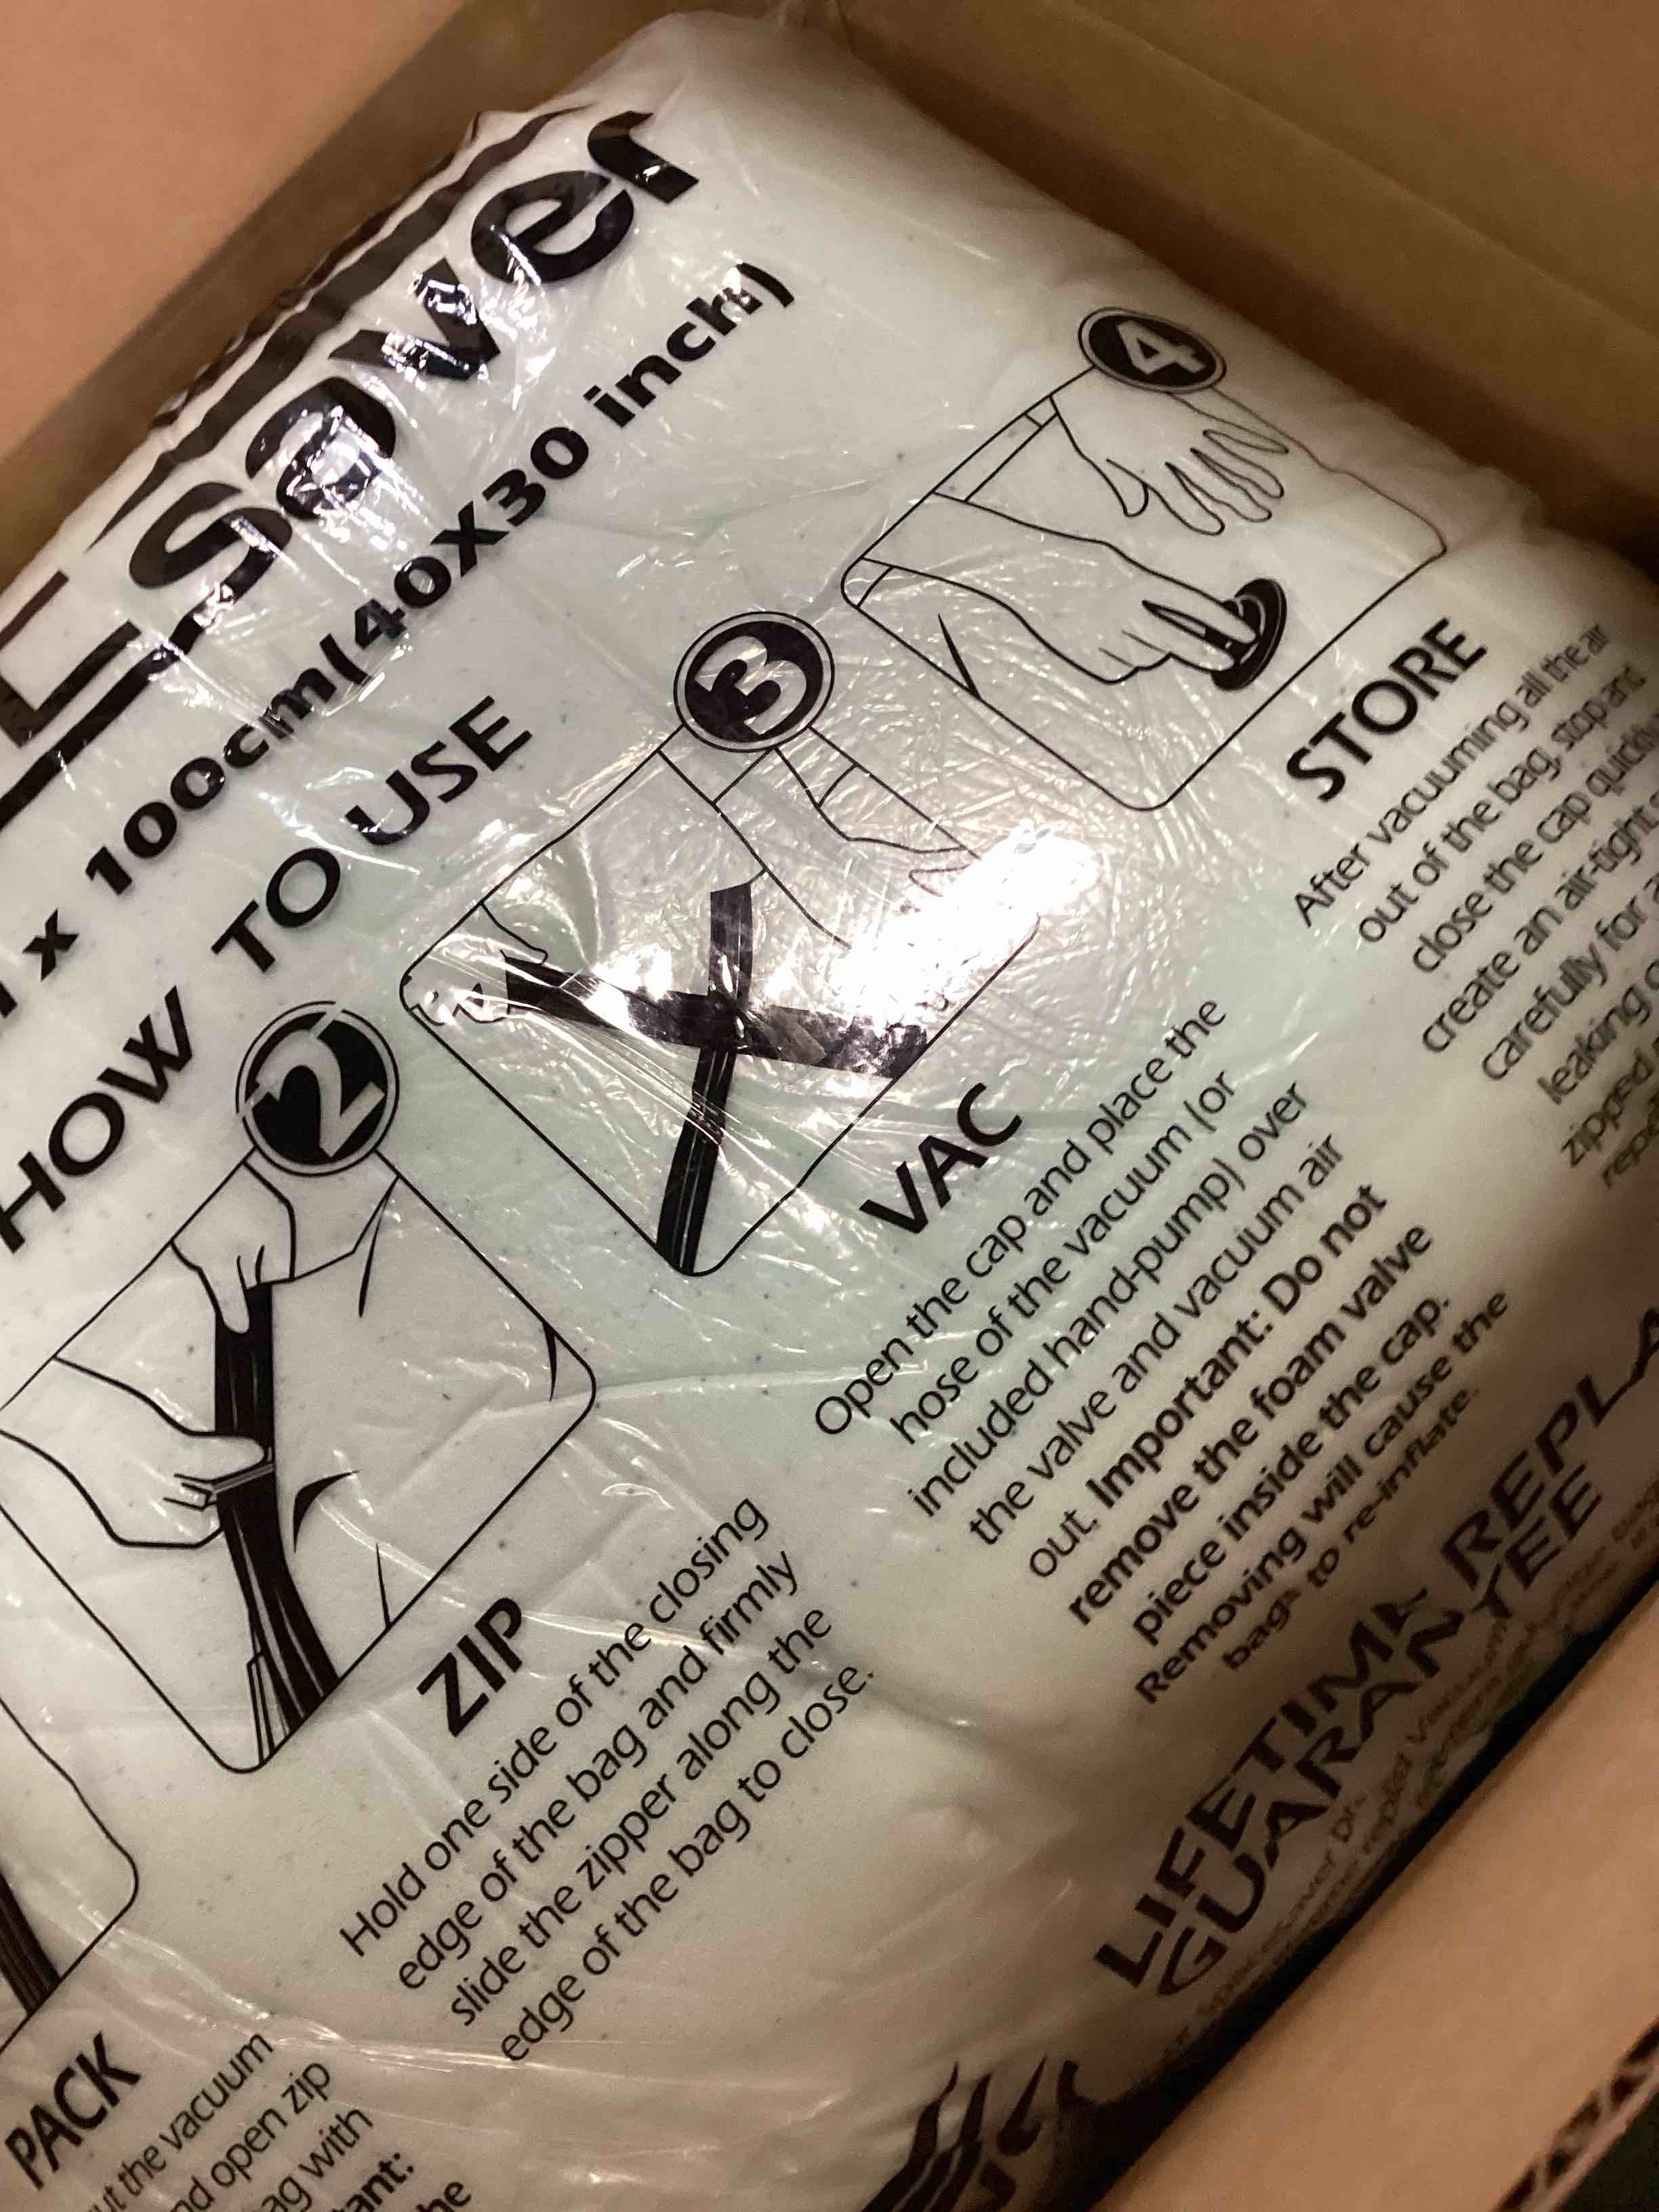 Saver
x 100cm(40X30 inch)
HOW TO USE
2
3
4
PACK
the vacuum
open zip
with
ZIP
Hold one side of the closing
edge of the bag and firmly
slide the zipper along the
edge of the bag to close.
VAC
Open the cap and place the
hose of the vacuum (or
included hand-pump) over
the valve and vacuum air
out. Important: Do not
remove the foam valve
piece inside the cap.
Removing will cause the
bags to re-inflate.
STORE
After vacuuming all the air
out of the bag, stop and
close the cap quickly
create an air-tight
carefully for
leaking
zipped
LIFETIME
GUARANTEE